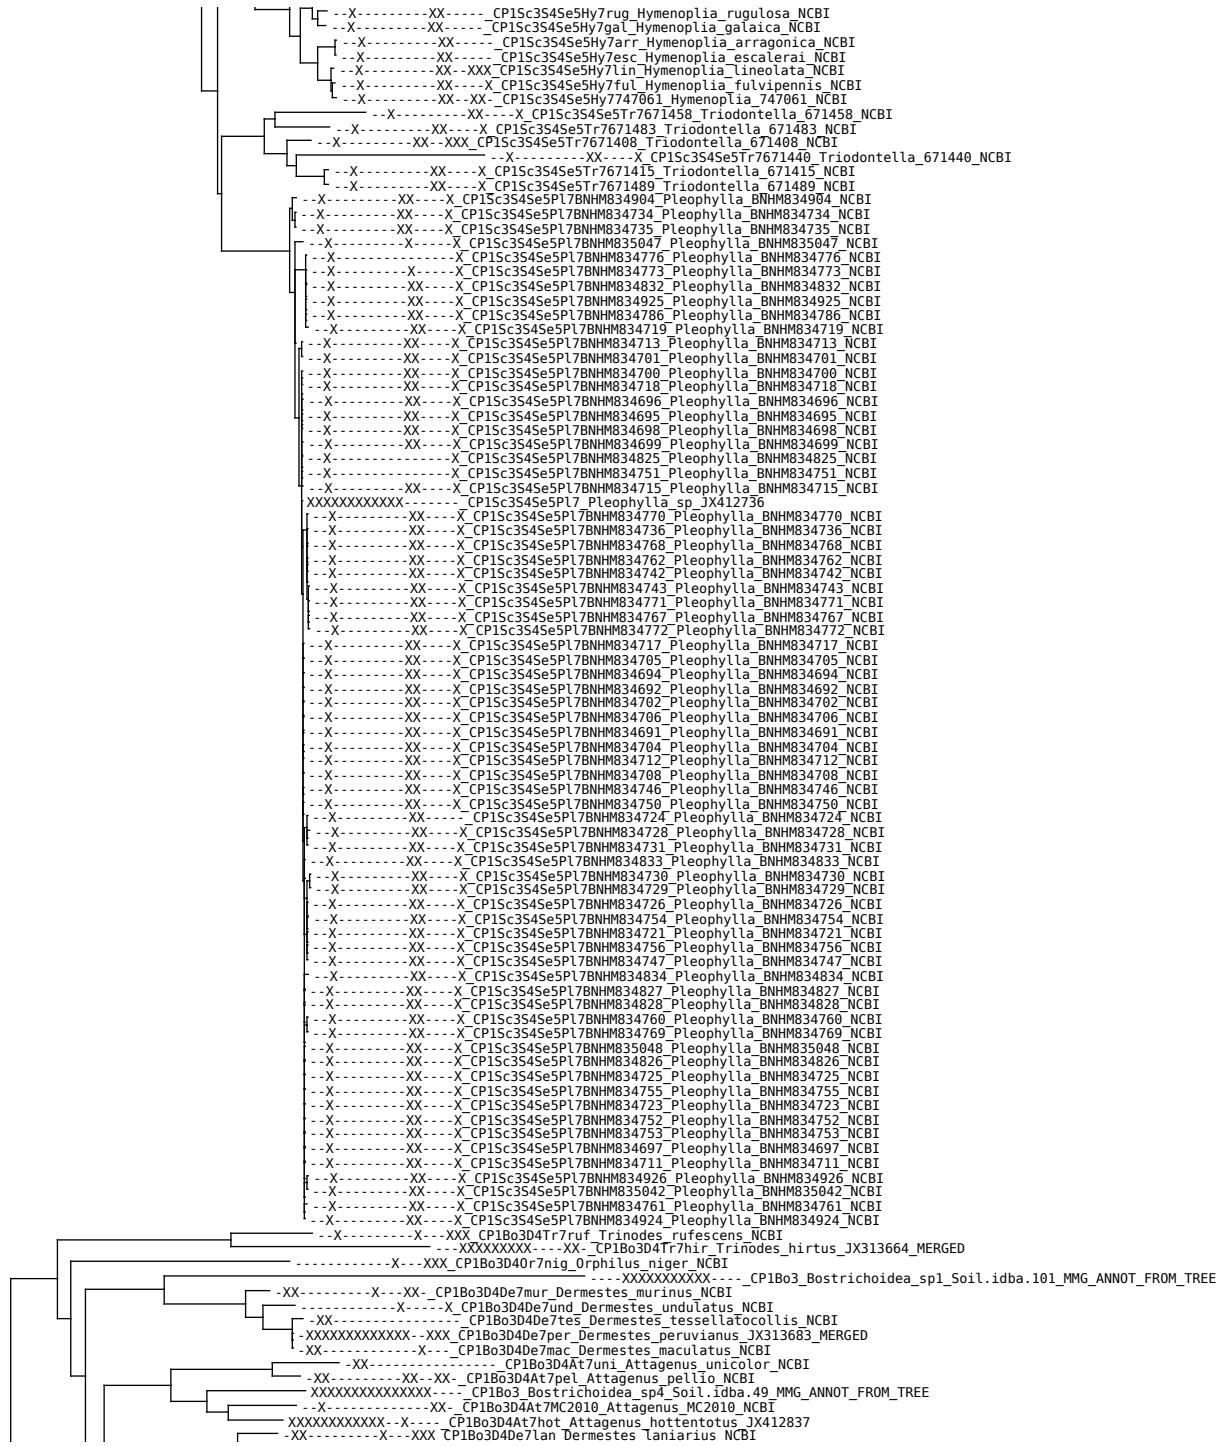 --X---------XX-----_CP1Sc3S4Se5Hy7rug_Hymenoplia_rugulosa_NCBI
--X---------XX-----_CP1Sc3S4Se5Hy7gal_Hymenoplia_galaica_NCBI
--X---------XX-----_CP1Sc3S4Se5Hy7arr_Hymenoplia_arragonica_NCBI
--X---------XX-----_CP1Sc3S4Se5Hy7esc_Hymenoplia_escalerai_NCBI
--X---------XX--XXX_CP1Sc3S4Se5Hy7lin_Hymenoplia_lineolata_NCBI
--X---------XX----X_CP1Sc3S4Se5Hy7ful_Hymenoplia_fulvipennis_NCBI
--X---------XX--XX-_CP1Sc3S4Se5Hy7747061_Hymenoplia_747061_NCBI
--X---------XX----X_CP1Sc3S4Se5Tr7671458_Triodontella_671458_NCBI
--X---------XX----X_CP1Sc3S4Se5Tr7671483_Triodontella_671483_NCBI
--X---------XX--XXX_CP1Sc3S4Se5Tr7671408_Triodontella_671408_NCBI
--X---------XX----X_CP1Sc3S4Se5Tr7671440_Triodontella_671440_NCBI
--X---------XX----X_CP1Sc3S4Se5Tr7671415_Triodontella_671415_NCBI
--X---------XX----X_CP1Sc3S4Se5Tr7671489_Triodontella_671489_NCBI
--X---------XX----X_CP1Sc3S4Se5Pl7BNHM834904_Pleophylla_BNHM834904_NCBI
--X---------XX----X_CP1Sc3S4Se5Pl7BNHM834734_Pleophylla_BNHM834734_NCBI
--X---------XX----X_CP1Sc3S4Se5Pl7BNHM834735_Pleophylla_BNHM834735_NCBI
--X---------X-----X_CP1Sc3S4Se5Pl7BNHM835047_Pleophylla_BNHM835047_NCBI
--X---------------X_CP1Sc3S4Se5Pl7BNHM834776_Pleophylla_BNHM834776_NCBI
--X---------X-----X_CP1Sc3S4Se5Pl7BNHM834773_Pleophylla_BNHM834773_NCBI
--X---------XX----X_CP1Sc3S4Se5Pl7BNHM834832_Pleophylla_BNHM834832_NCBI
--X---------XX----X_CP1Sc3S4Se5Pl7BNHM834925_Pleophylla_BNHM834925_NCBI
--X---------XX----X_CP1Sc3S4Se5Pl7BNHM834786_Pleophylla_BNHM834786_NCBI
--X---------XX----X_CP1Sc3S4Se5Pl7BNHM834719_Pleophylla_BNHM834719_NCBI
--X---------XX----X_CP1Sc3S4Se5Pl7BNHM834713_Pleophylla_BNHM834713_NCBI
--X---------XX----X_CP1Sc3S4Se5Pl7BNHM834701_Pleophylla_BNHM834701_NCBI
--X---------XX----X_CP1Sc3S4Se5Pl7BNHM834700_Pleophylla_BNHM834700_NCBI
--X---------XX----X_CP1Sc3S4Se5Pl7BNHM834718_Pleophylla_BNHM834718_NCBI
--X---------XX----X_CP1Sc3S4Se5Pl7BNHM834696_Pleophylla_BNHM834696_NCBI
--X---------XX----X_CP1Sc3S4Se5Pl7BNHM834695_Pleophylla_BNHM834695_NCBI
--X---------XX----X_CP1Sc3S4Se5Pl7BNHM834698_Pleophylla_BNHM834698_NCBI
--X---------XX----X_CP1Sc3S4Se5Pl7BNHM834699_Pleophylla_BNHM834699_NCBI
--X---------------X_CP1Sc3S4Se5Pl7BNHM834825_Pleophylla_BNHM834825_NCBI
--X---------------X_CP1Sc3S4Se5Pl7BNHM834751_Pleophylla_BNHM834751_NCBI
--X---------XX----X_CP1Sc3S4Se5Pl7BNHM834715_Pleophylla_BNHM834715_NCBI
XXXXXXXXXXXX-------_CP1Sc3S4Se5Pl7_Pleophylla_sp_JX412736
--X---------XX----X_CP1Sc3S4Se5Pl7BNHM834770_Pleophylla_BNHM834770_NCBI
--X---------XX----X_CP1Sc3S4Se5Pl7BNHM834736_Pleophylla_BNHM834736_NCBI
--X---------XX----X_CP1Sc3S4Se5Pl7BNHM834768_Pleophylla_BNHM834768_NCBI
--X---------XX----X_CP1Sc3S4Se5Pl7BNHM834762_Pleophylla_BNHM834762_NCBI
--X---------XX----X_CP1Sc3S4Se5Pl7BNHM834742_Pleophylla_BNHM834742_NCBI
--X---------XX----X_CP1Sc3S4Se5Pl7BNHM834743_Pleophylla_BNHM834743_NCBI
--X---------XX----X_CP1Sc3S4Se5Pl7BNHM834771_Pleophylla_BNHM834771_NCBI
--X---------XX----X_CP1Sc3S4Se5Pl7BNHM834767_Pleophylla_BNHM834767_NCBI
--X---------XX----X_CP1Sc3S4Se5Pl7BNHM834772_Pleophylla_BNHM834772_NCBI
--X---------XX----X_CP1Sc3S4Se5Pl7BNHM834717_Pleophylla_BNHM834717_NCBI
--X---------XX----X_CP1Sc3S4Se5Pl7BNHM834705_Pleophylla_BNHM834705_NCBI
--X---------XX----X_CP1Sc3S4Se5Pl7BNHM834694_Pleophylla_BNHM834694_NCBI
--X---------XX----X_CP1Sc3S4Se5Pl7BNHM834692_Pleophylla_BNHM834692_NCBI
--X---------XX----X_CP1Sc3S4Se5Pl7BNHM834702_Pleophylla_BNHM834702_NCBI
--X---------XX----X_CP1Sc3S4Se5Pl7BNHM834706_Pleophylla_BNHM834706_NCBI
--X---------XX----X_CP1Sc3S4Se5Pl7BNHM834691_Pleophylla_BNHM834691_NCBI
--X---------XX----X_CP1Sc3S4Se5Pl7BNHM834704_Pleophylla_BNHM834704_NCBI
--X---------XX----X_CP1Sc3S4Se5Pl7BNHM834712_Pleophylla_BNHM834712_NCBI
--X---------XX----X_CP1Sc3S4Se5Pl7BNHM834708_Pleophylla_BNHM834708_NCBI
--X---------XX----X_CP1Sc3S4Se5Pl7BNHM834746_Pleophylla_BNHM834746_NCBI
--X---------XX----X_CP1Sc3S4Se5Pl7BNHM834750_Pleophylla_BNHM834750_NCBI
--X---------XX-----_CP1Sc3S4Se5Pl7BNHM834724_Pleophylla_BNHM834724_NCBI
--X---------XX----X_CP1Sc3S4Se5Pl7BNHM834728_Pleophylla_BNHM834728_NCBI
--X---------XX----X_CP1Sc3S4Se5Pl7BNHM834731_Pleophylla_BNHM834731_NCBI
--X---------XX----X_CP1Sc3S4Se5Pl7BNHM834833_Pleophylla_BNHM834833_NCBI
--X---------XX----X_CP1Sc3S4Se5Pl7BNHM834730_Pleophylla_BNHM834730_NCBI
--X---------XX----X_CP1Sc3S4Se5Pl7BNHM834729_Pleophylla_BNHM834729_NCBI
--X---------XX----X_CP1Sc3S4Se5Pl7BNHM834726_Pleophylla_BNHM834726_NCBI
--X---------XX----X_CP1Sc3S4Se5Pl7BNHM834754_Pleophylla_BNHM834754_NCBI
--X---------XX----X_CP1Sc3S4Se5Pl7BNHM834721_Pleophylla_BNHM834721_NCBI
--X---------XX----X_CP1Sc3S4Se5Pl7BNHM834756_Pleophylla_BNHM834756_NCBI
--X---------XX----X_CP1Sc3S4Se5Pl7BNHM834747_Pleophylla_BNHM834747_NCBI
--X---------XX----X_CP1Sc3S4Se5Pl7BNHM834834_Pleophylla_BNHM834834_NCBI
--X---------XX----X_CP1Sc3S4Se5Pl7BNHM834827_Pleophylla_BNHM834827_NCBI
--X---------XX----X_CP1Sc3S4Se5Pl7BNHM834828_Pleophylla_BNHM834828_NCBI
--X---------XX----X_CP1Sc3S4Se5Pl7BNHM834760_Pleophylla_BNHM834760_NCBI
--X---------XX----X_CP1Sc3S4Se5Pl7BNHM834769_Pleophylla_BNHM834769_NCBI
--X---------XX----X_CP1Sc3S4Se5Pl7BNHM835048_Pleophylla_BNHM835048_NCBI
--X---------XX----X_CP1Sc3S4Se5Pl7BNHM834826_Pleophylla_BNHM834826_NCBI
--X---------XX----X_CP1Sc3S4Se5Pl7BNHM834725_Pleophylla_BNHM834725_NCBI
--X---------XX----X_CP1Sc3S4Se5Pl7BNHM834755_Pleophylla_BNHM834755_NCBI
--X---------XX----X_CP1Sc3S4Se5Pl7BNHM834723_Pleophylla_BNHM834723_NCBI
--X---------XX----X_CP1Sc3S4Se5Pl7BNHM834752_Pleophylla_BNHM834752_NCBI
--X---------XX----X_CP1Sc3S4Se5Pl7BNHM834753_Pleophylla_BNHM834753_NCBI
--X---------XX----X_CP1Sc3S4Se5Pl7BNHM834697_Pleophylla_BNHM834697_NCBI
--X---------XX----X_CP1Sc3S4Se5Pl7BNHM834711_Pleophylla_BNHM834711_NCBI
--X---------XX----X_CP1Sc3S4Se5Pl7BNHM834926_Pleophylla_BNHM834926_NCBI
--X---------XX----X_CP1Sc3S4Se5Pl7BNHM835042_Pleophylla_BNHM835042_NCBI
--X---------XX----X_CP1Sc3S4Se5Pl7BNHM834761_Pleophylla_BNHM834761_NCBI
--X---------XX----X_CP1Sc3S4Se5Pl7BNHM834924_Pleophylla_BNHM834924_NCBI
--X---------X---XXX_CP1Bo3D4Tr7ruf_Trinodes_rufescens_NCBI
---XXXXXXXXX----XX-_CP1Bo3D4Tr7hir_Trinodes_hirtus_JX313664_MERGED
------------X---XXX_CP1Bo3D4Or7nig_Orphilus_niger_NCBI
----XXXXXXXXXXX----_CP1Bo3_Bostrichoidea_sp1_Soil.idba.101_MMG_ANNOT_FROM_TREE
-XX---------X---XX-_CP1Bo3D4De7mur_Dermestes_murinus_NCBI
------------X-----X_CP1Bo3D4De7und_Dermestes_undulatus_NCBI
-XX----------------_CP1Bo3D4De7tes_Dermestes_tessellatocollis_NCBI
-XXXXXXXXXXXXX--XXX_CP1Bo3D4De7per_Dermestes_peruvianus_JX313683_MERGED
-XX------------X---_CP1Bo3D4De7mac_Dermestes_maculatus_NCBI
-XX----------------_CP1Bo3D4At7uni_Attagenus_unicolor_NCBI
-XX---------XX--XX-_CP1Bo3D4At7pel_Attagenus_pellio_NCBI
XXXXXXXXXXXXXXX----_CP1Bo3_Bostrichoidea_sp4_Soil.idba.49_MMG_ANNOT_FROM_TREE
--X-------------XX-_CP1Bo3D4At7MC2010_Attagenus_MC2010_NCBI
XXXXXXXXXXXX--X----_CP1Bo3D4At7hot_Attagenus_hottentotus_JX412837
-XX---------X---XXX_CP1Bo3D4De7lan_Dermestes_laniarius_NCBI